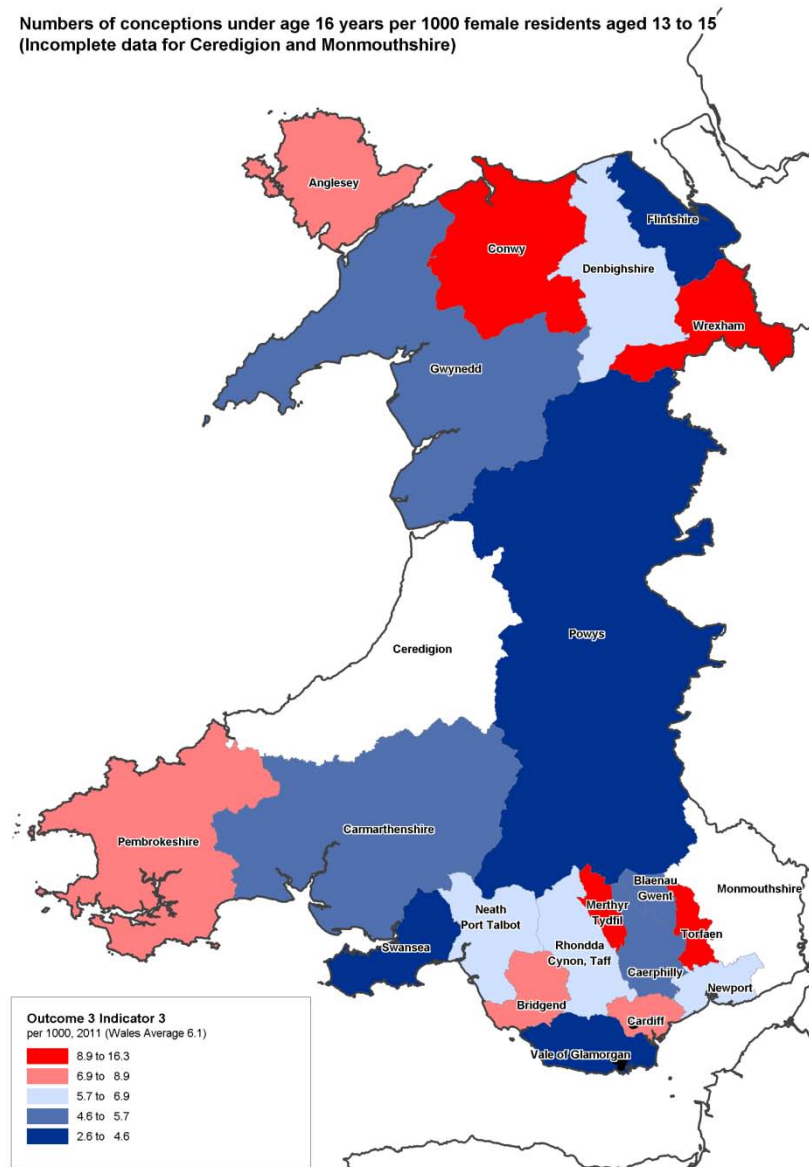 Numbers of conceptions under age 16 years per 1000 female residents aged 13 to 15
(Incomplete data for Ceredigion and Monmouthshire)
Anglesey
Flintshire
Conwy
Denbighshire
Wrexham
Gwynedd
Powys
Ceredigion
Pembrokeshire
Carmarthenshire
Blaenau
Gwent
Monmouthshire
Merthyr
Tydfil
Neath
Port Talbot
Torfaen
Swansea
Rhondda
Cynon, Taff
Caerphilly
Newport
Bridgend
Cardiff
Vale of Glamorgan
Outcome 3 Indicator 3
per 1000, 2011 (Wales Average 6.1)
8.9 to 16.3
6.9 to 8.9
5.7 to 6.9
4.6 to 5.7
2.6 to 4.6